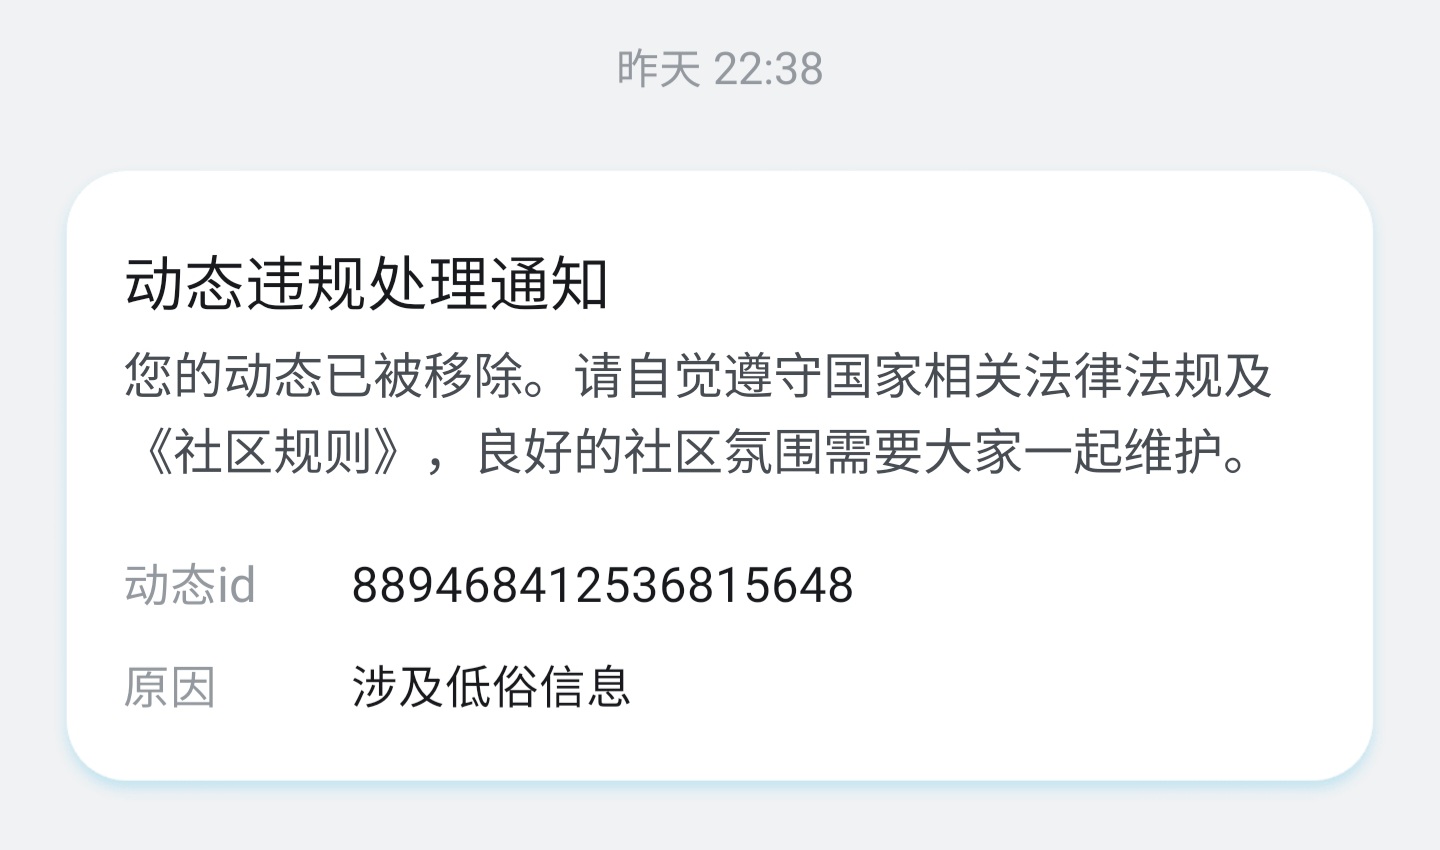 昨天 22:38
动态违规处理通知
您的动态已被移除。请自觉遵守国家相关法律法规及
《社区规则》，良好的社区氛围需要大家一起维护。
动态id 889468412536815648
原因 涉及低俗信息